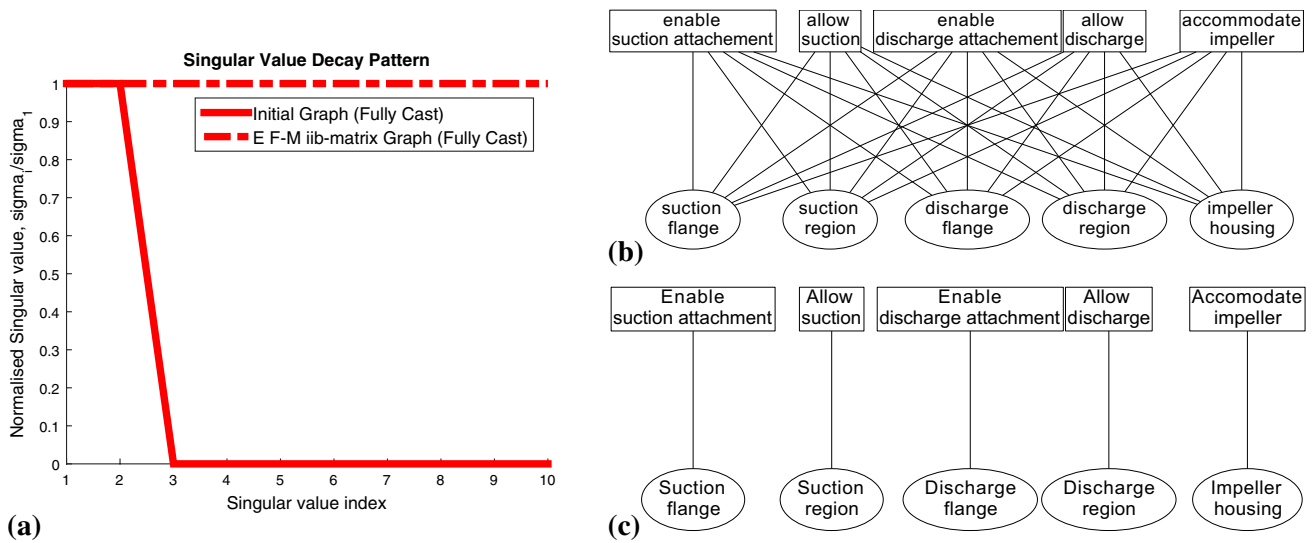 Singular Value Decay Pattern
Normalised Singular value, sigma_i/sigma_1
1
0.9
0.8
0.7
0.6
0.5
0.4
0.3
0.2
0.1
0
Initial Graph (Fully Cast)
E F-M iib-matrix Graph (Fully Cast)
1 2 3 4 5 6 7 8 9 10
Singular value index
(a)
enable
suction attachement
allow
suction
enable
discharge attachement
allow
discharge
accommodate
impeller
suction
flange
suction
region
discharge
flange
discharge
region
impeller
housing
(b)
Enable
suction attachment
Allow
suction
Enable
discharge attachment
Allow
discharge
Accomodate
impeller
Suction
flange
Suction
region
Discharge
flange
Discharge
region
Impeller
housing
(c)